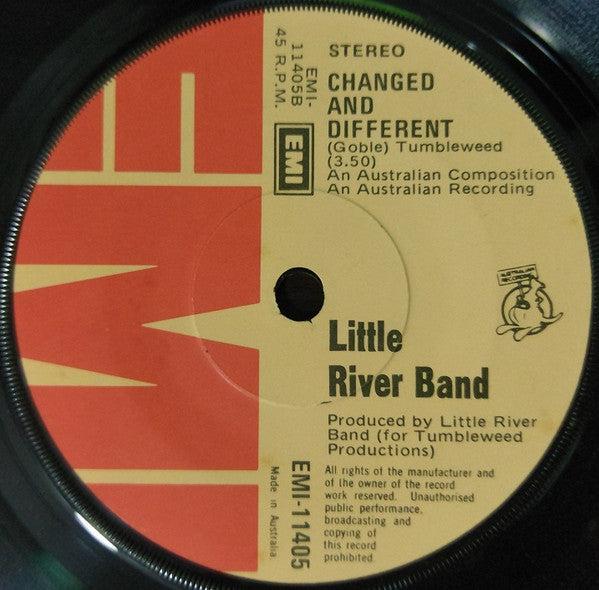 STEREO
CHANGED
AND
DIFFERENT
(Goble) Tumbleweed
(3.50)
An Australian Composition
An Australian Recording
EMI-
11405B
45 R.P.M.
EMI
EMI
AUSTRALIAN
RECORDING
Little
River Band
Produced by Little River
Band (for Tumbleweed
Productions)
All rights of the manufacturer and
of the owner of the record
work reserved. Unauthorised
public performance,
broadcasting and
copying of
this record
prohibited
EMI-11405
Made in Australia.